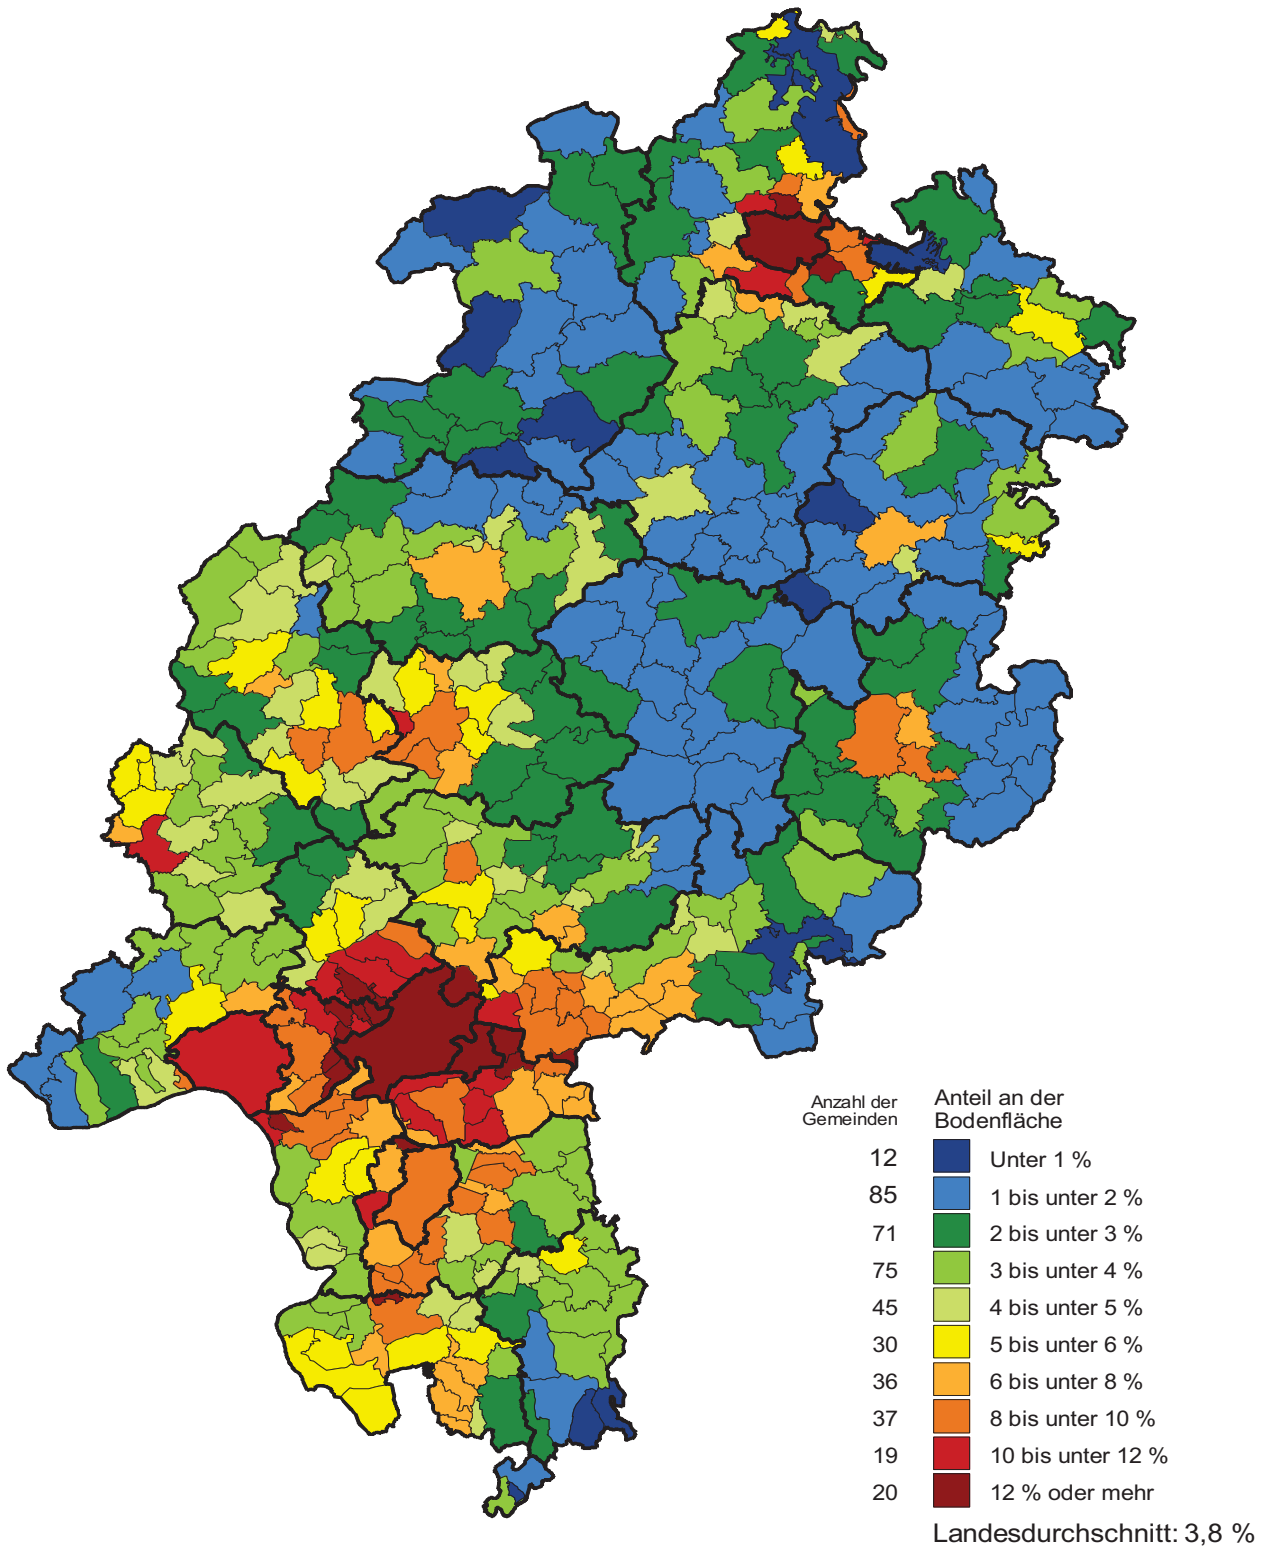 Anzahl der
Gemeinden
Anteil an der
Bodenfläche
12 Unter 1 %
85 1 bis unter 2 %
71 2 bis unter 3 %
75 3 bis unter 4 %
45 4 bis unter 5 %
30 5 bis unter 6 %
36 6 bis unter 8 %
37 8 bis unter 10 %
19 10 bis unter 12 %
20 12 % oder mehr
Landesdurchschnitt: 3,8 %